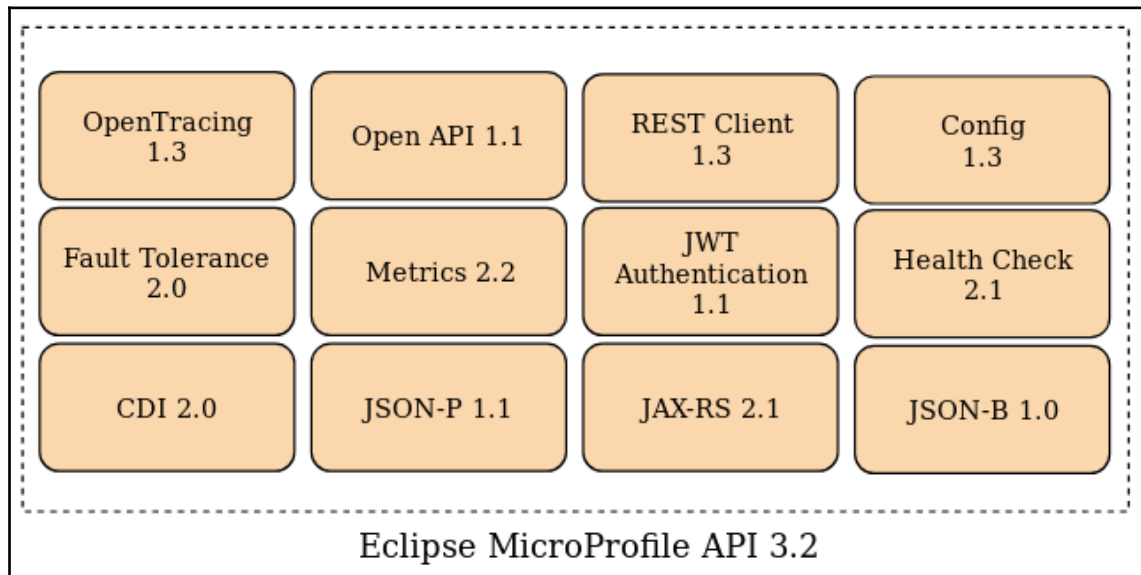 OpenTracing
1.3
Open API 1.1
REST Client
1.3
Config
1.3
Fault Tolerance
2.0
Metrics 2.2
JWT
Authentication
1.1
Health Check
2.1
CDI 2.0
JSON-P 1.1
JAX-RS 2.1
JSON-B 1.0
Eclipse MicroProfile API 3.2